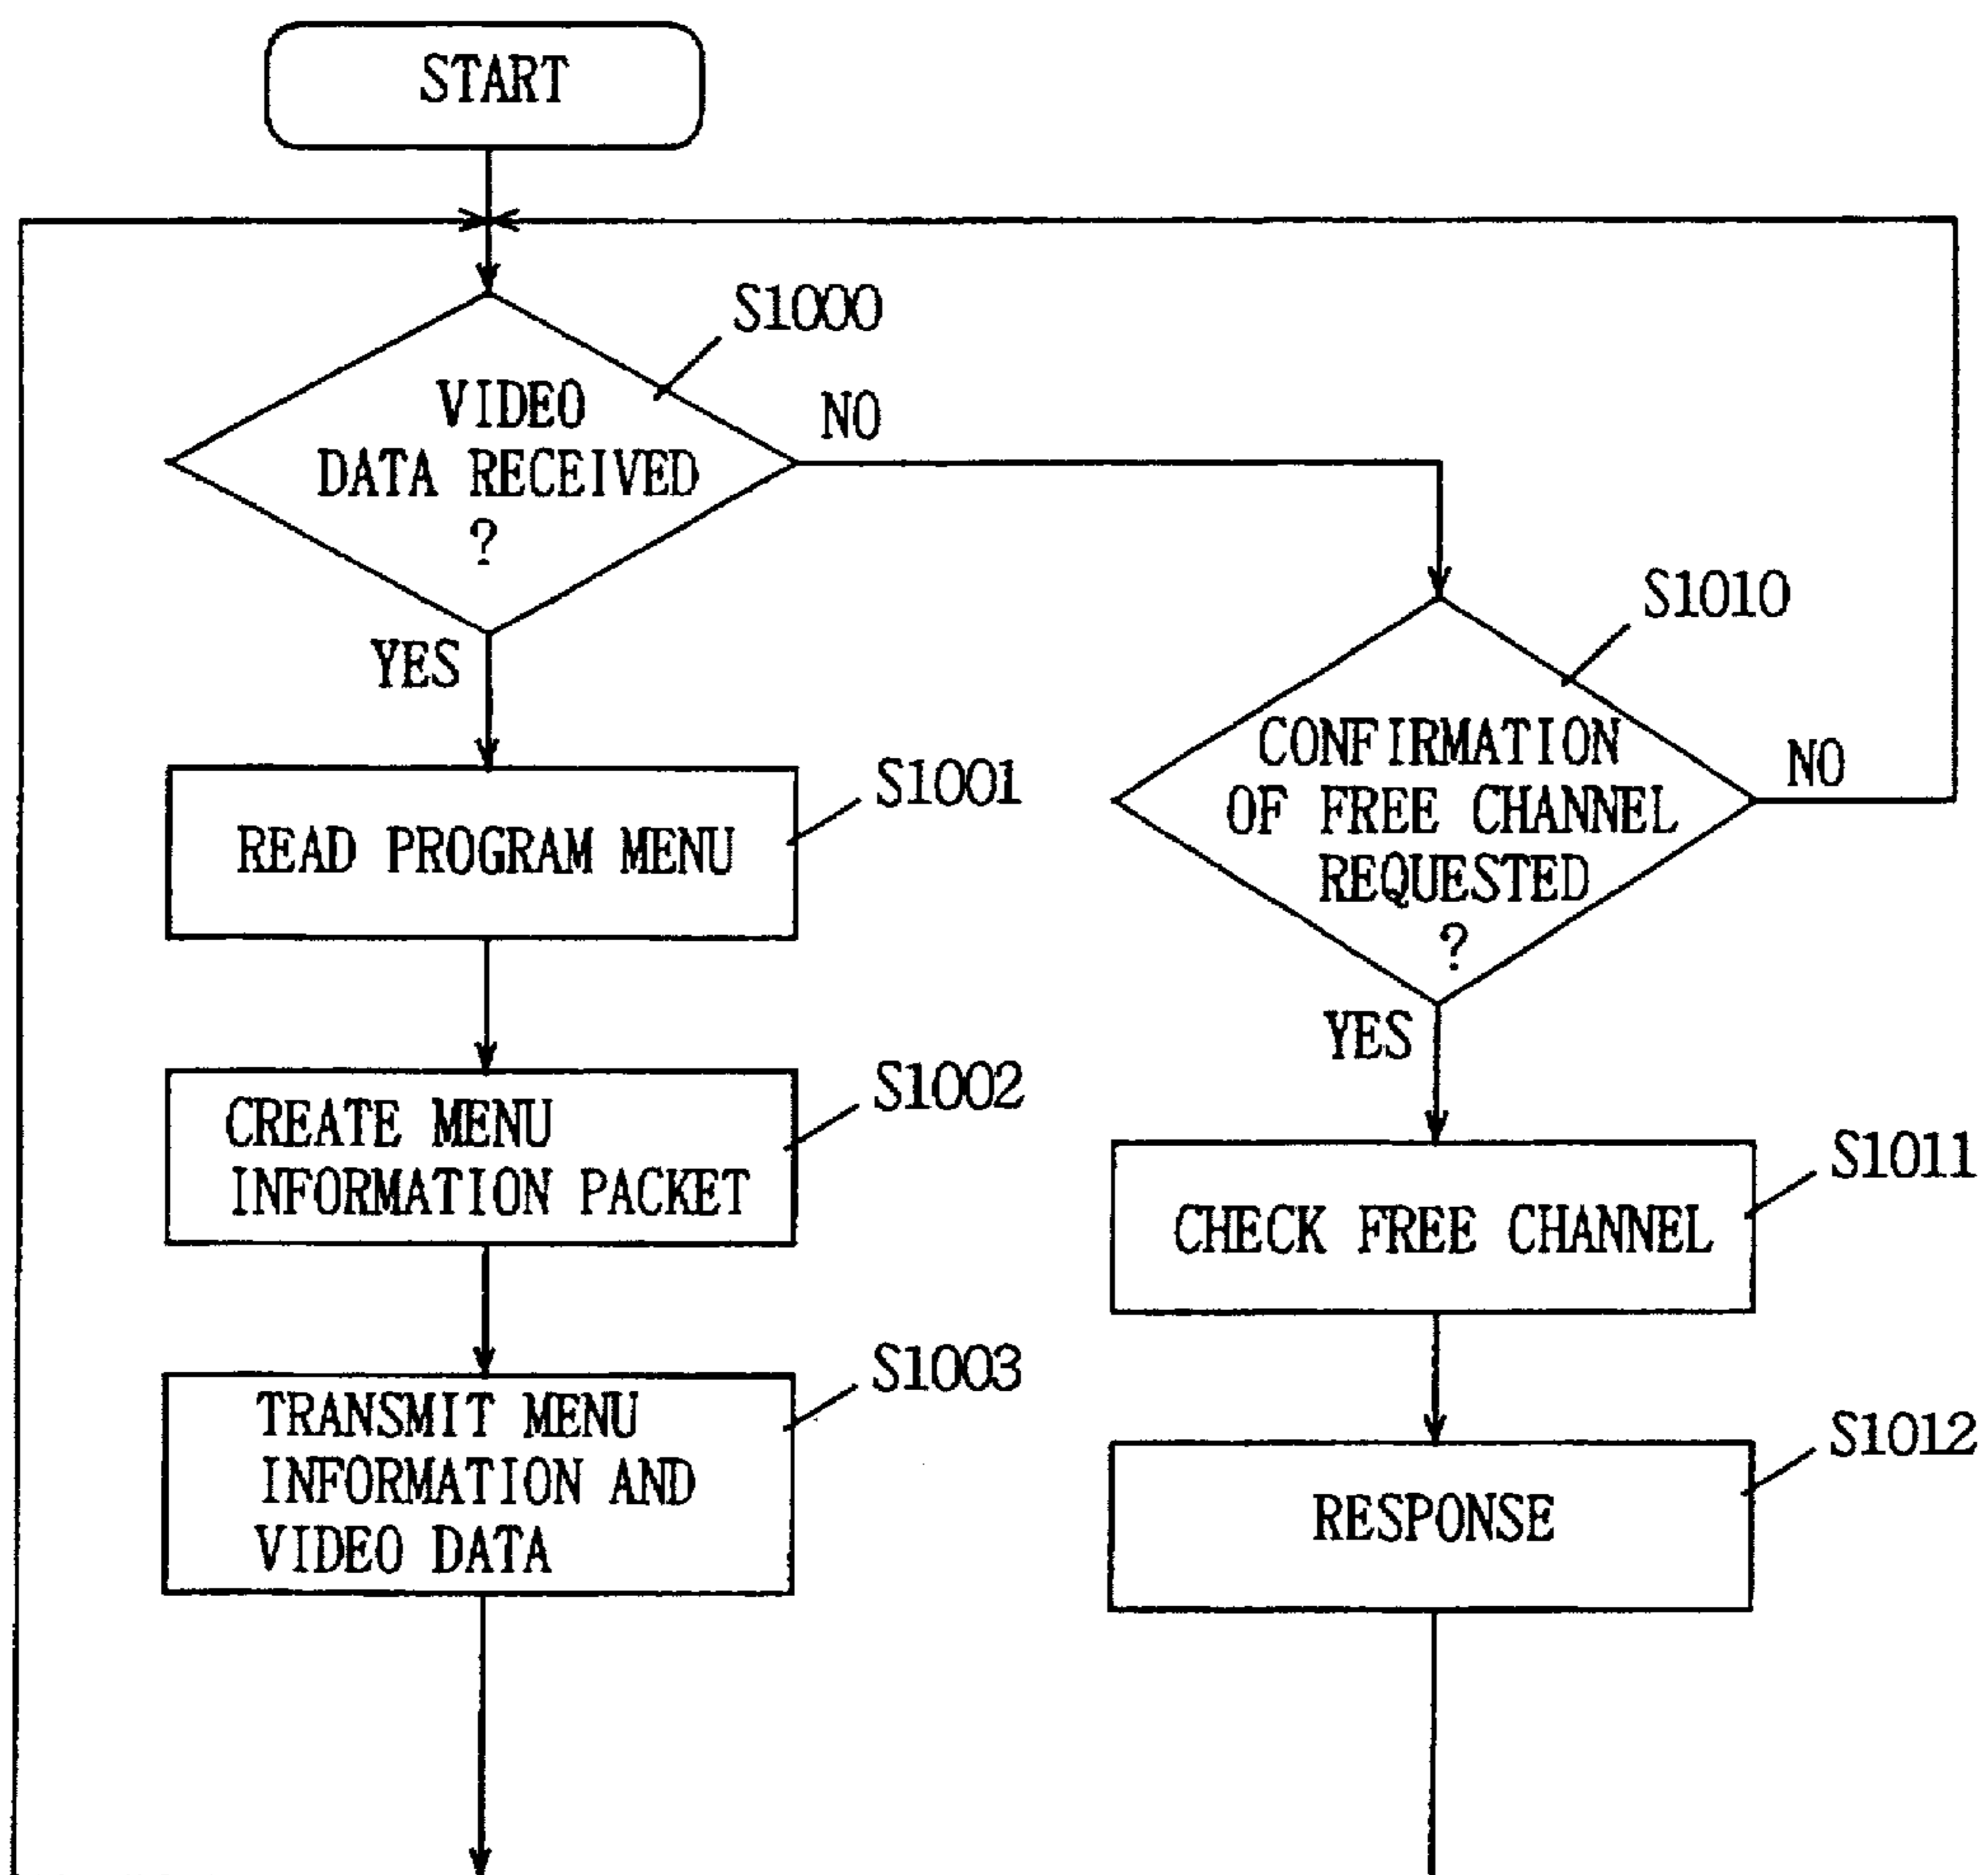 START
S1000
VIDEO
DATA RECEIVED
?
NO
YES
S1001
READ PROGRAM MENU
S1002
CREATE MENU
INFORMATION PACKET
S1003
TRANSMIT MENU
INFORMATION AND
VIDEO DATA
S1010
CONFIRMATION
OF FREE CHANNEL
REQUESTED
?
NO
YES
S1011
CHECK FREE CHANNEL
S1012
RESPONSE